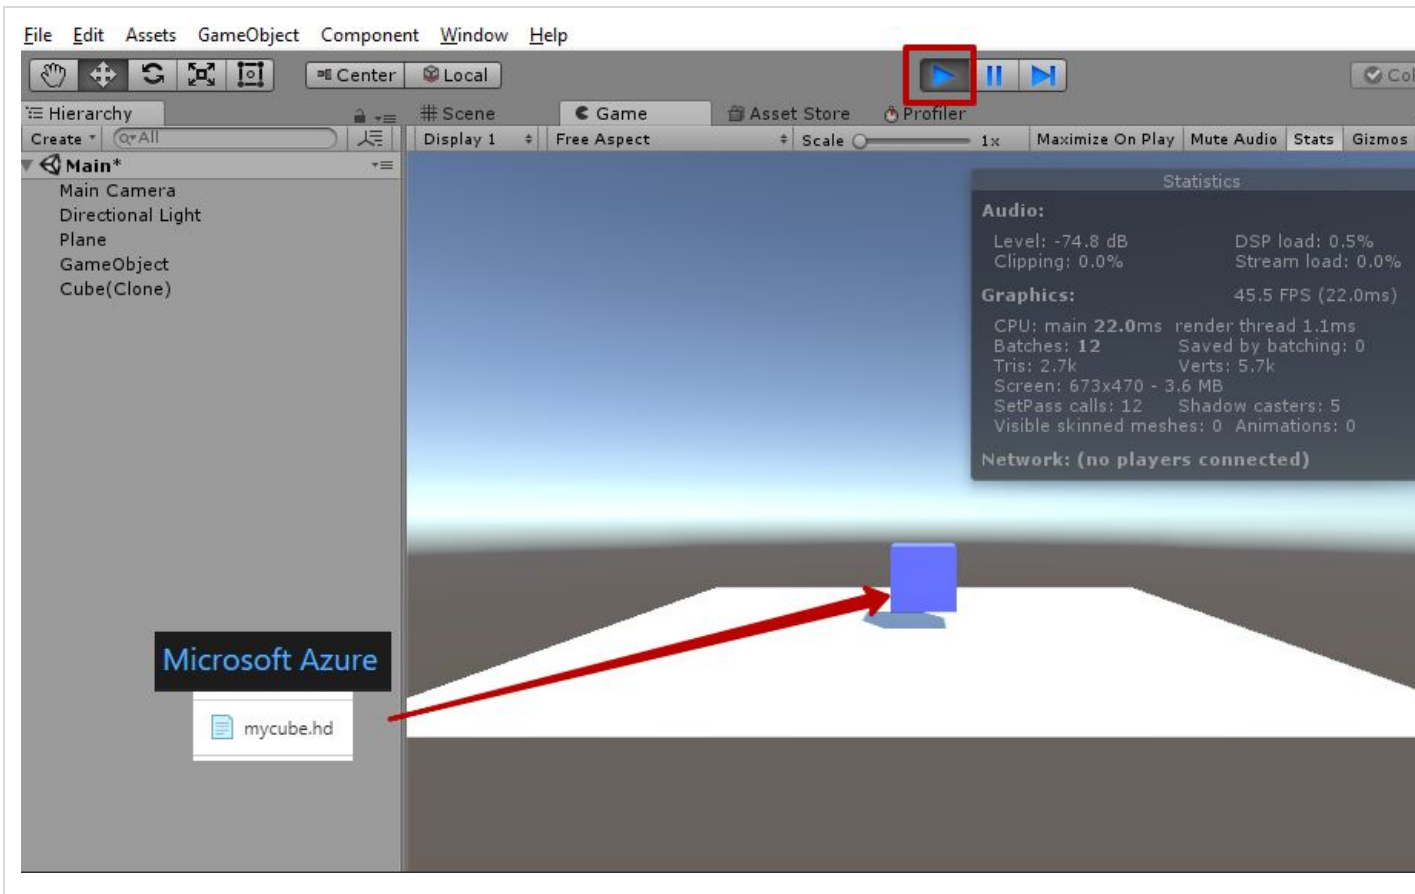 File Edit Assets GameObject Component Window Help
Center Local
Hierarchy
# Scene Game Asset Store Profiler
Create All Display 1 Free Aspect Scale 1x Maximize On Play Mute Audio Stats Gizmos
Main*
Main Camera
Directional Light
Plane
GameObject
Cube(Clone)
Statistics
Audio:
Level: -74.8 dB DSP load: 0.5%
Clipping: 0.0% Stream load: 0.0%
Graphics: 45.5 FPS (22.0ms)
CPU: main 22.0ms render thread 1.1ms
Batches: 12 Saved by batching: 0
Tris: 2.7k Verts: 5.7k
Screen: 673x470 - 3.6 MB
SetPass calls: 12 Shadow casters: 5
Visible skinned meshes: 0 Animations: 0
Network: (no players connected)
Microsoft Azure
mycube.hd